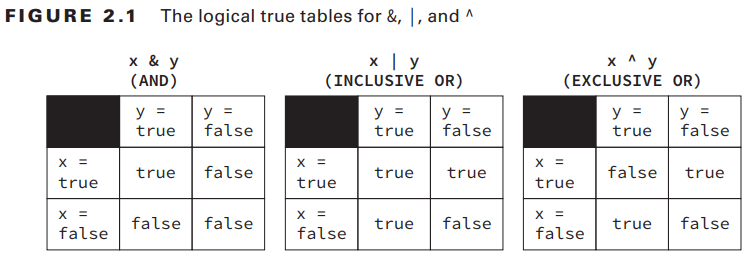 FIGURE 2.1 The logical true tables for &, |, and ^
x & y
(AND)
y = true y = false
x = true true false
x = false false false
x | y
(INCLUSIVE OR)
y = true y = false
x = true true true
x = false true false
x ^ y
(EXCLUSIVE OR)
y = true y = false
x = true false true
x = false true false